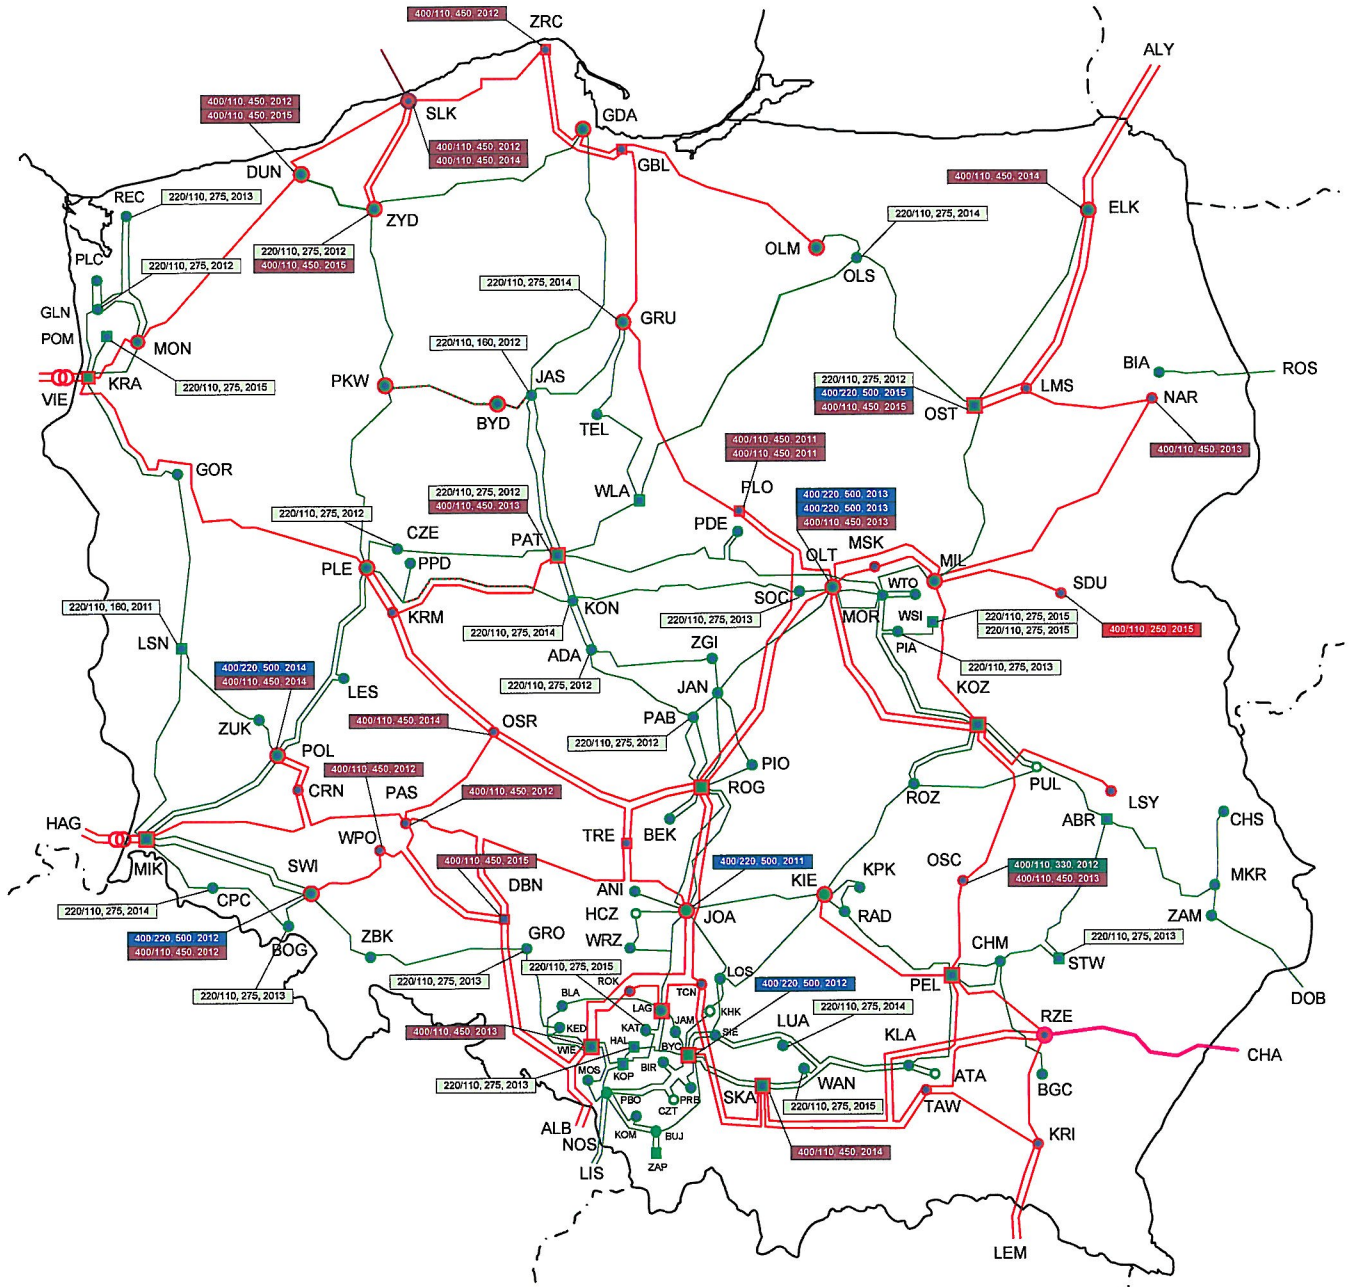 400/110, 450, 2012
ZRC
ALY
400/110, 450, 2012
400/110, 450, 2015
SLK
GDA
400/110, 450, 2012
400/110, 450, 2014
GBL
DUN
400/110, 450, 2014
ELK
REC
220/110, 275, 2013
ZYD
220/110, 275, 2014
OLM
OLS
220/110, 275, 2012
400/110, 450, 2015
PLC
220/110, 275, 2012
220/110, 275, 2014
GLN
POM
MON
GRU
220/110, 160, 2012
KRA
220/110, 275, 2015
VIE
PKW
JAS
BYD
TEL
220/110, 275, 2012
400/220, 500, 2015
400/110, 450, 2015
OST
LMS
BIA
ROS
NAR
400/110, 450, 2013
400/110, 450, 2011
400/110, 450, 2011
GOR
WLA
PLO
220/110, 275, 2012
400/110, 450, 2013
400/220, 500, 2013
400/220, 500, 2013
400/110, 450, 2013
220/110, 275, 2012
CZE
PAT
PDE
OLT
MSK
MIL
PLE
PPD
KRM
KON
SOC
MOR
WTO
SDU
220/110, 160, 2011
LSN
220/110, 275, 2014
220/110, 275, 2013
WSI
PIA
220/110, 275, 2015
220/110, 275, 2015
400/110, 250, 2015
ADA
ZGI
220/110, 275, 2013
400/220, 500, 2014
400/110, 450, 2014
LES
220/110, 275, 2012
JAN
KOZ
ZUK
400/110, 450, 2014
OSR
PAB
220/110, 275, 2012
POL
PIO
400/110, 450, 2012
CRN
PAS
400/110, 450, 2012
ROG
ROZ
PUL
LSY
HAG
WPO
TRE
BEK
ABR
CHS
MIK
SWI
400/110, 450, 2015
DBN
400/220, 500, 2011
KIE
KPK
OSC
400/110, 330, 2012
400/110, 450, 2013
MKR
CPC
220/110, 275, 2014
ANI
HCZ
JOA
RAD
ZAM
400/220, 500, 2012
400/110, 450, 2012
BOG
ZBK
GRO
WRZ
CHM
220/110, 275, 2013
STW
220/110, 275, 2013
220/110, 275, 2013
220/110, 275, 2015
ROK
LOS
400/220, 500, 2012
PEL
DOB
BLA
TCN
220/110, 275, 2014
LAG
KHK
RZE
400/110, 450, 2013
KED
KAT
JAM
SIE
LUA
KLA
CHA
WIE
HAL
BYC
220/110, 275, 2013
MOS
KOP
BIR
WAN
ATA
BGC
PBO
CZT
PRB
SKA
220/110, 275, 2015
TAW
ALB
NOS
KOM
BUJ
KRI
LIS
ZAP
400/110, 450, 2014
LEM